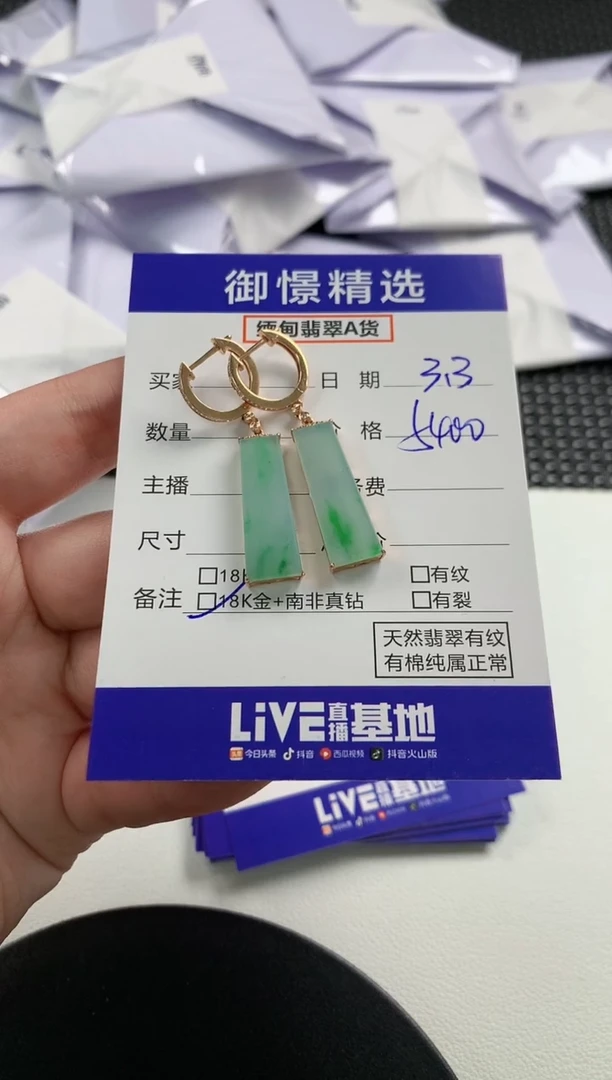 御憬精选
缅甸翡翠A货
买家 日 期 3.3
数量 价 格 5400
主播 费
尺寸
备注 □18 □有纹
□18K金+南非真钻 □有裂
天然翡翠有纹
有棉纯属正常
LiVE直播基地
今日头条 抖音 西瓜视频 抖音火山版
LiVE直播基地